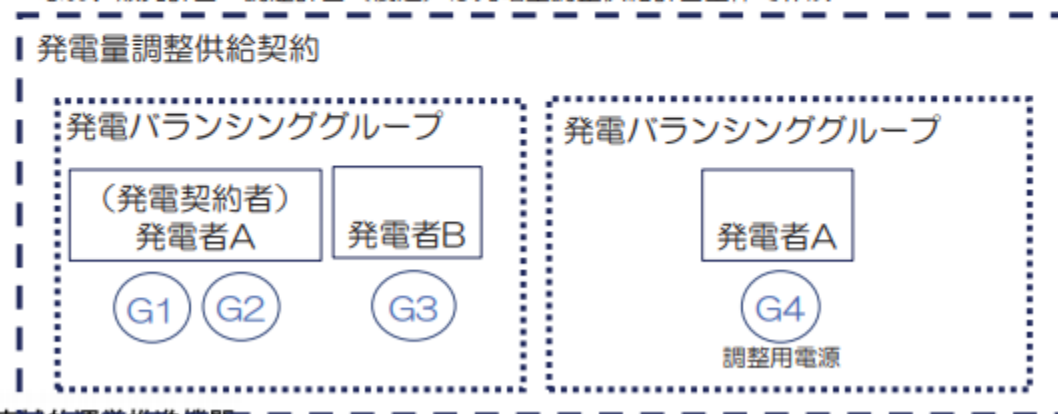 発電量調整供給契約
発電バランシンググループ
(発電契約者)
発電者A
発電者B
G1
G2
G3
発電バランシンググループ
発電者A
G4
調整用電源